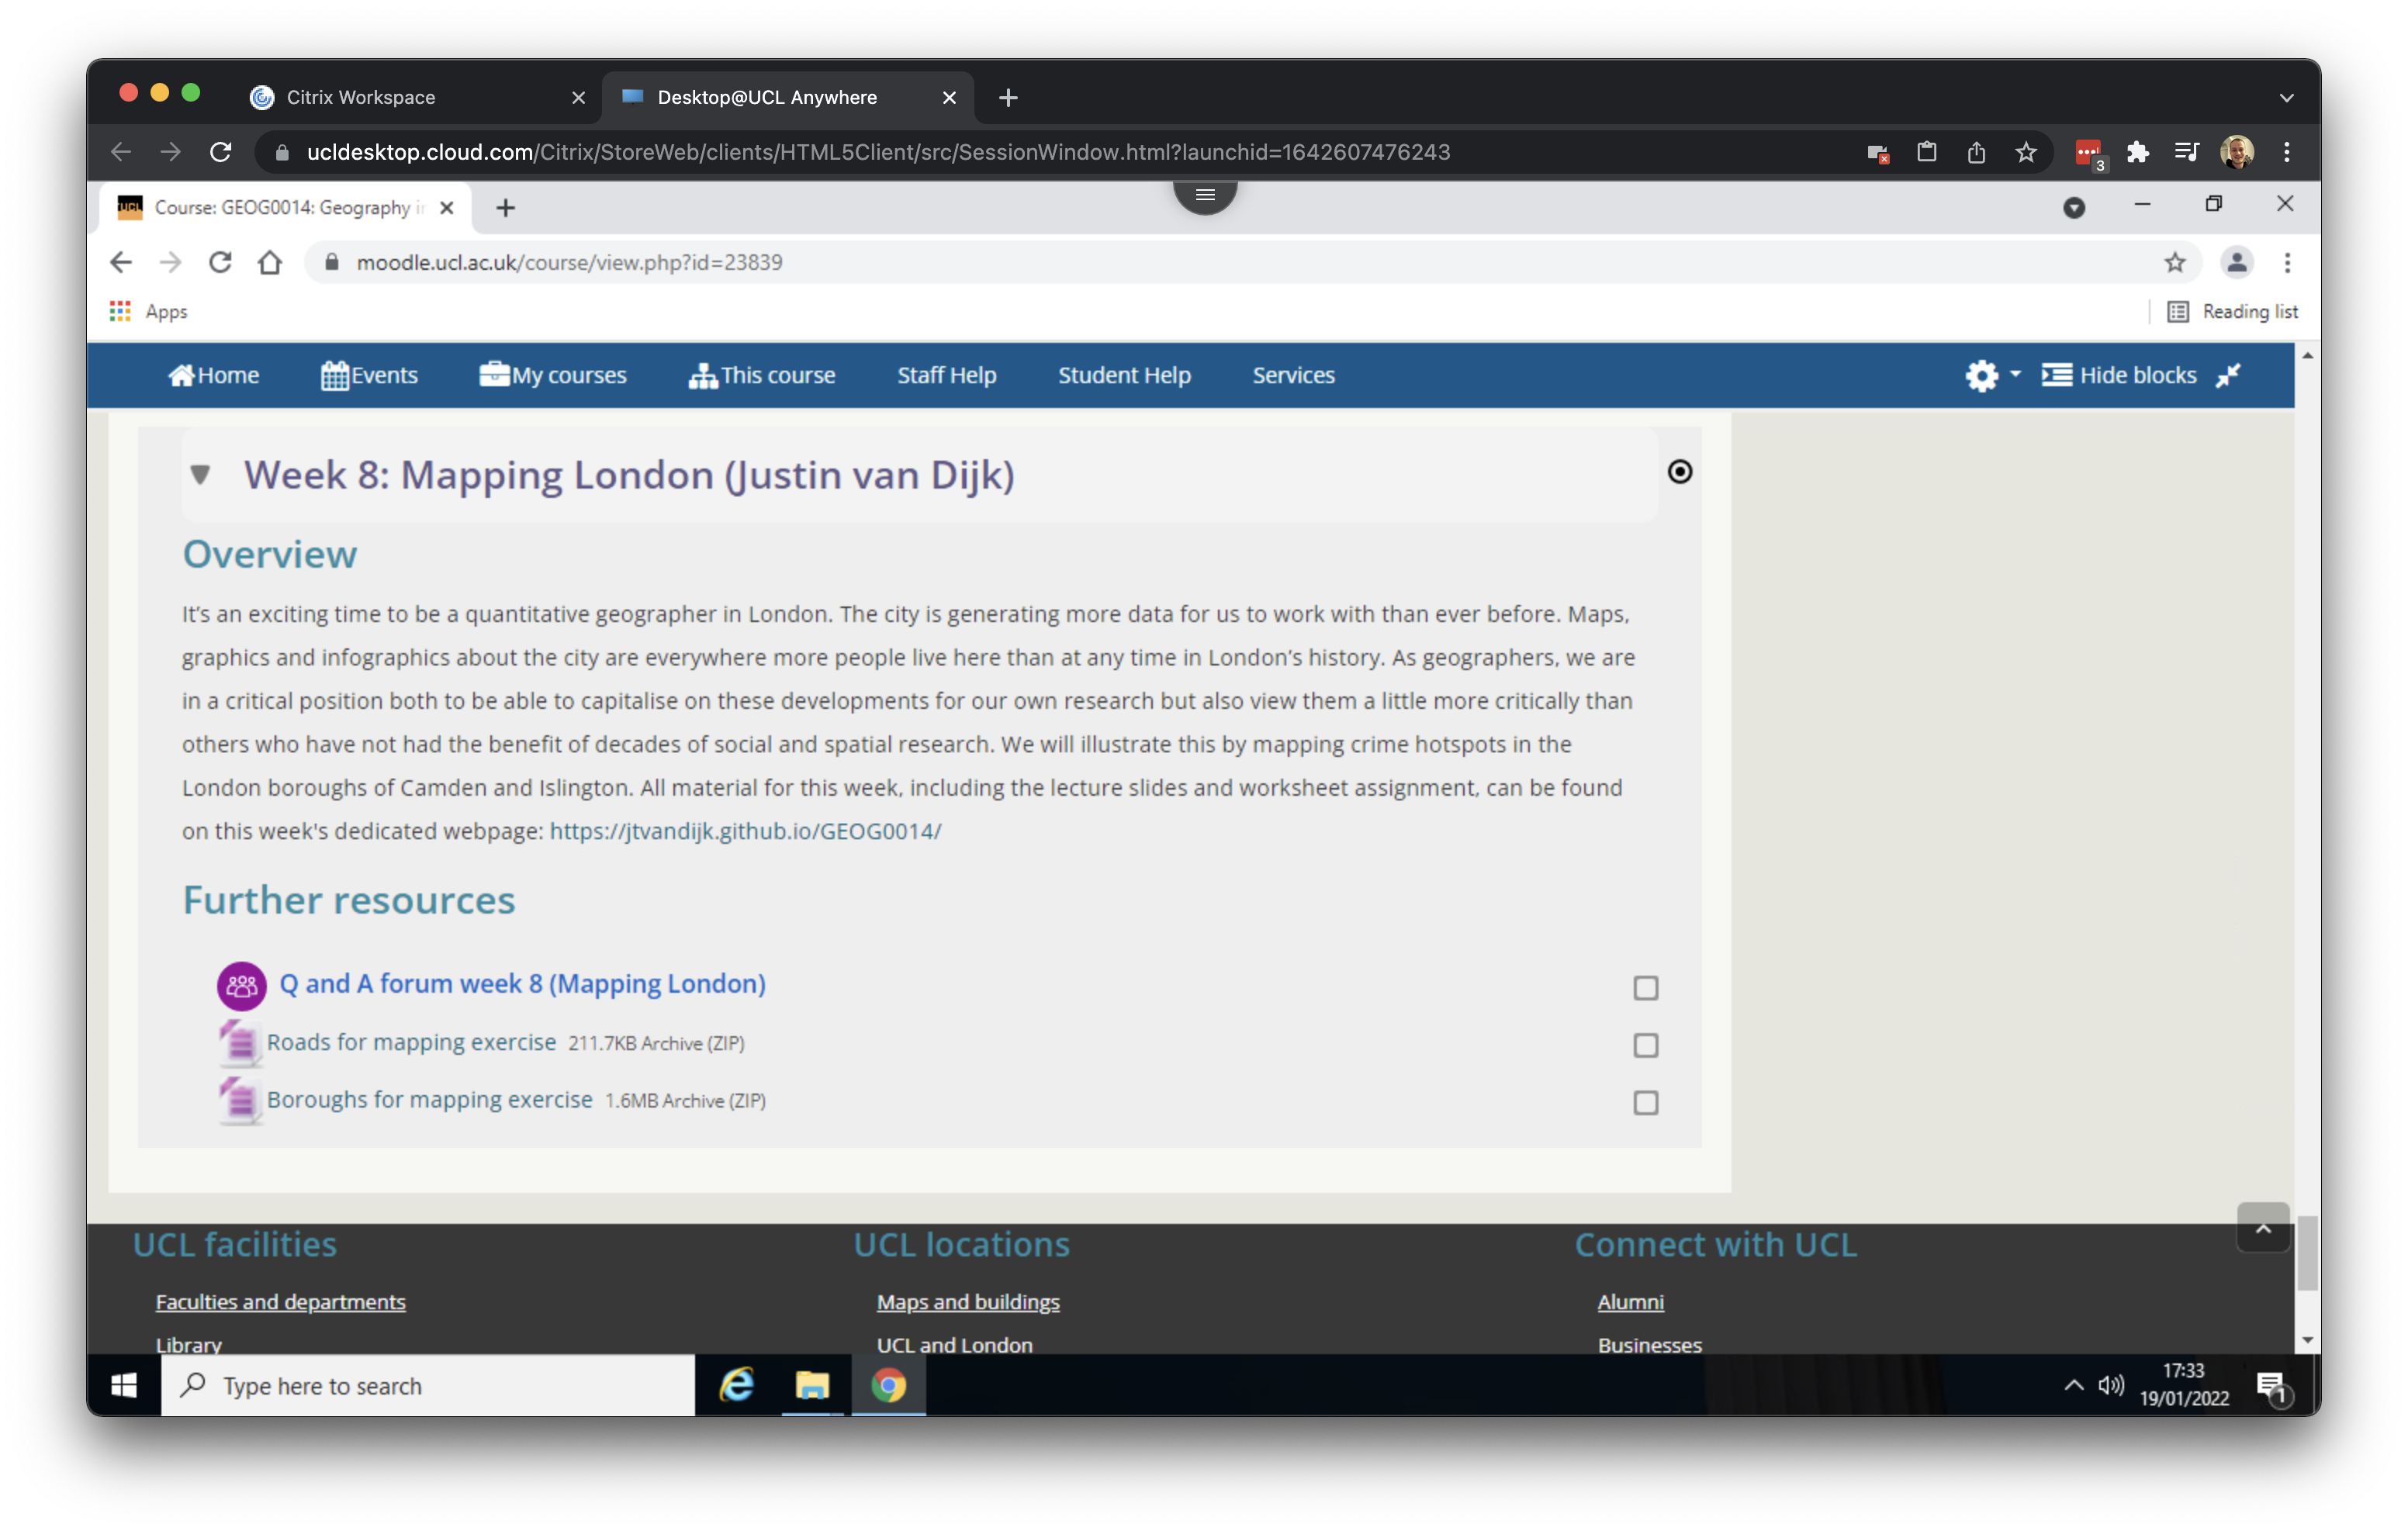 Citrix Workspace
Desktop@UCL Anywhere
ucldesktop.cloud.com/Citrix/StoreWeb/clients/HTML5Client/src/SessionWindow.html?launchid=1642607476243
3
UCL
Course: GEOG0014: Geography in
moodle.ucl.ac.uk/course/view.php?id=23839
Apps
Reading list
Home Events My courses This course Staff Help Student Help Services Hide blocks
Week 8: Mapping London (Justin van Dijk)
Overview
It's an exciting time to be a quantitative geographer in London. The city is generating more data for us to work with than ever before. Maps,
graphics and infographics about the city are everywhere more people live here than at any time in London's history. As geographers, we are
in a critical position both to be able to capitalise on these developments for our own research but also view them a little more critically than
others who have not had the benefit of decades of social and spatial research. We will illustrate this by mapping crime hotspots in the
London boroughs of Camden and Islington. All material for this week, including the lecture slides and worksheet assignment, can be found
on this week's dedicated webpage: https://jtvandijk.github.io/GEOG0014/
Further resources
Q and A forum week 8 (Mapping London)
Roads for mapping exercise 211.7KB Archive (ZIP)
Boroughs for mapping exercise 1.6MB Archive (ZIP)
UCL facilities
Faculties and departments
Library
UCL locations
Maps and buildings
UCL and London
Connect with UCL
Alumni
Businesses
Type here to search
17:33
19/01/2022
1